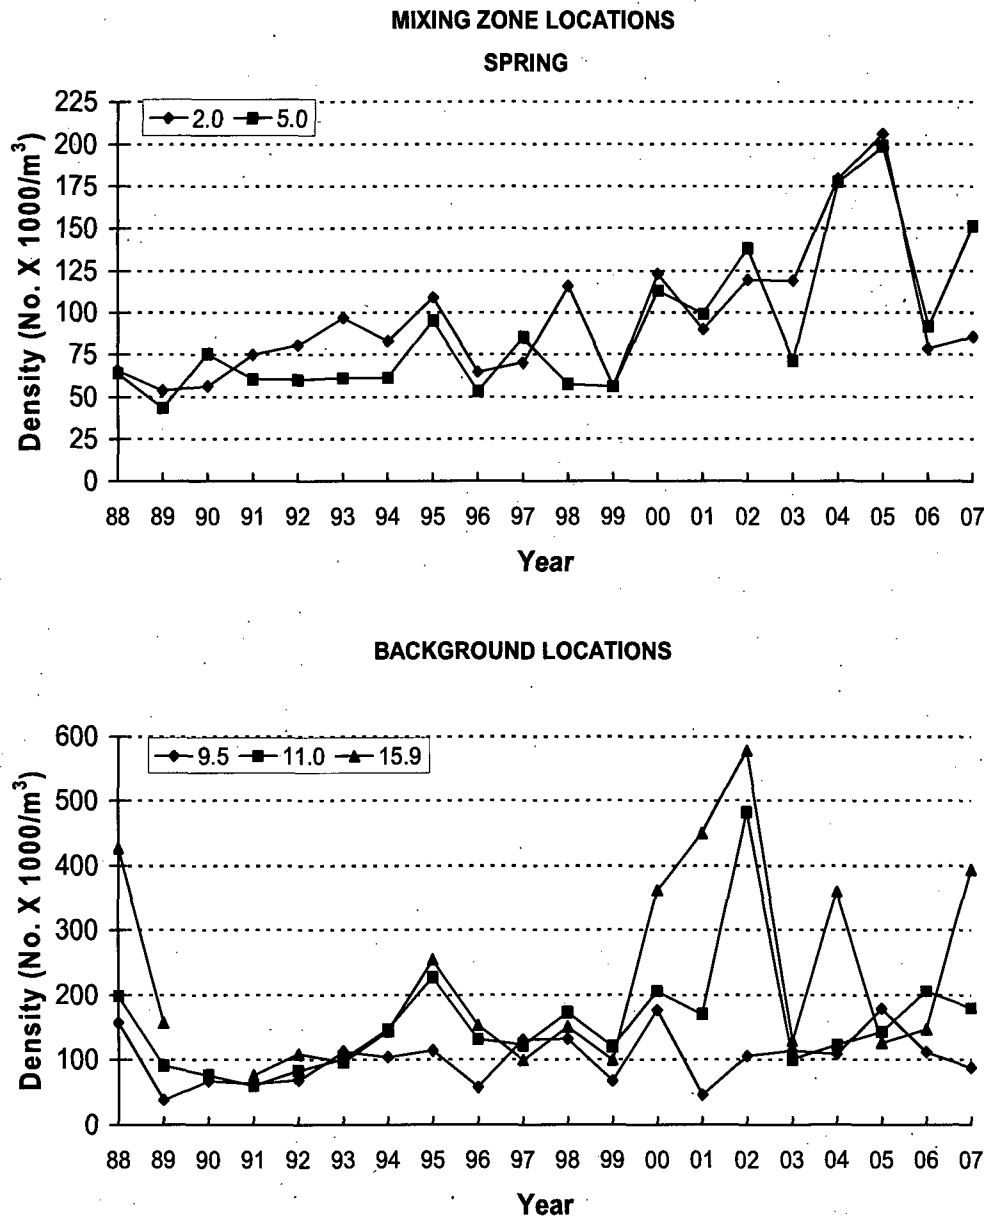 MIXING ZONE LOCATIONS
SPRING
2.0 5.0
Density (No. X 1000/m³)
225
200
175
150
125
100
75
50
25
0
88 89 90 91 92 93 94 95 96 97 98 99 00 01 02 03 04 05 06 07
Year
BACKGROUND LOCATIONS
9.5 11.0 15.9
Density (No. X 1000/m³)
600
500
400
300
200
100
0
88 89 90 91 92 93 94 95 96 97 98 99 00 01 02 03 04 05 06 07
Year